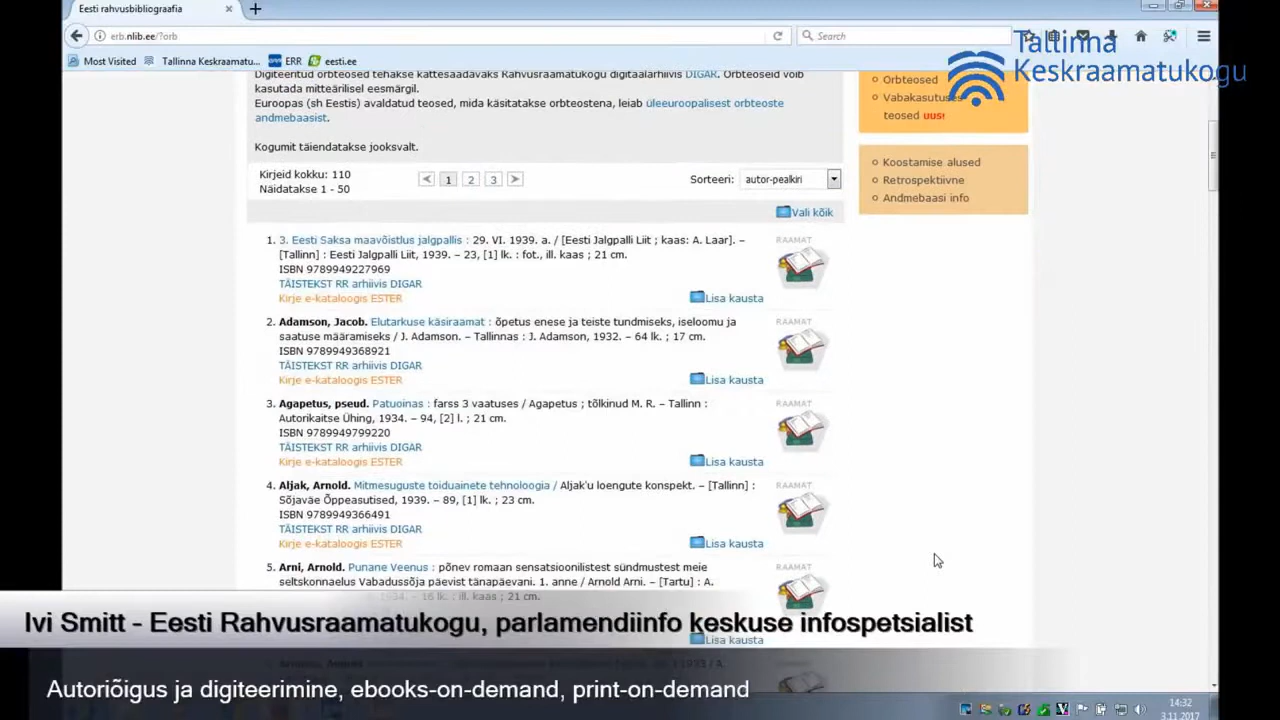 Eesti rahvusbibliograafia
erb.nlib.ee/?orb
Search
Most Visited
Tallinna Keskraamatu...
ERR
eesti.ee
Tallinna
Keskraamatukogu
Digiteeritud orbteosed tehakse kättesaadavaks Rahvusraamatukogu digitaalarhiivis DIGAR. Orbteoseid võib
kasutada mitteärilisel eesmärgil.
Euroopas (sh Eestis) avaldatud teosed, mida käsitatakse orbteostena, leiab üleeuroopalisest orbteoste
andmebaasist.
Kogumit täiendatakse jooksvalt.
Orbteosed
Vabakasutuses
teosed uus!
Koostamise alused
Retrospektiivne
Andmebaasi info
Kirjeid kokku: 110
Näidatakse 1 - 50
1 2 3
Sorteeri: autor-pealkiri
Vali kõik
1. 3. Eesti Saksa maavõistlus jalgpallis : 29. VI. 1939. a. / [Eesti Jalgpalli Liit ; kaas: A. Laar]. –
[Tallinn] : Eesti Jalgpalli Liit, 1939. – 23, [1] lk. : fot., ill. kaas ; 21 cm.
ISBN 9789949227969
TÄISTEKST RR arhiivis DIGAR
Kirje e-kataloogis ESTER
Lisa kausta
RAAMAT
2. Adamson, Jacob. Elutarkuse käsiraamat : õpetus enese ja teiste tundmiseks, iseloomu ja
saatuse määramiseks / J. Adamson. – Tallinnas : J. Adamson, 1932. – 64 lk. ; 17 cm.
ISBN 9789949368921
TÄISTEKST RR arhiivis DIGAR
Kirje e-kataloogis ESTER
Lisa kausta
RAAMAT
3. Agapetus, pseud. Patuoinas : farss 3 vaatuses / Agapetus ; tõlkinud M. R. – Tallinn :
Autorikaitse Ühing, 1934. – 94, [2] l. ; 21 cm.
ISBN 9789949799220
TÄISTEKST RR arhiivis DIGAR
Kirje e-kataloogis ESTER
Lisa kausta
RAAMAT
4. Aljak, Arnold. Mitmesuguste toiduainete tehnoloogia / Aljak'u loengute konspekt. – [Tallinn] :
Sõjaväe Õppeasutised, 1939. – 89, [1] lk. ; 23 cm.
ISBN 9789949366491
TÄISTEKST RR arhiivis DIGAR
Kirje e-kataloogis ESTER
Lisa kausta
RAAMAT
5. Arni, Arnold. Punane Veenus : põnev romaan sensatsioonilistest sündmustest meie
seltskonnaelus Vabadussõja päevist tänapäevani. 1. anne / Arnold Arni. – [Tartu] : A.
16 lk. : ill. kaas ; 21 cm.
Lisa kausta
RAAMAT
Ivi Smitt - Eesti Rahvusraamatukogu, parlamendiinfo keskuse infospetsialist
Autoriõigus ja digiteerimine, ebooks-on-demand, print-on-demand
14:32
3.11.2017